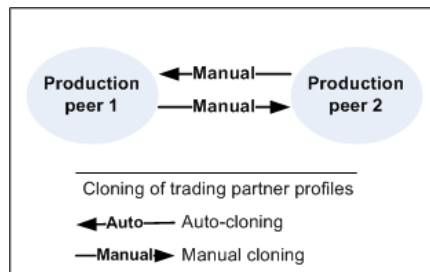 Production
peer 1
Manual
Manual
Production
peer 2
Cloning of trading partner profiles
Auto Auto-cloning
Manual Manual cloning